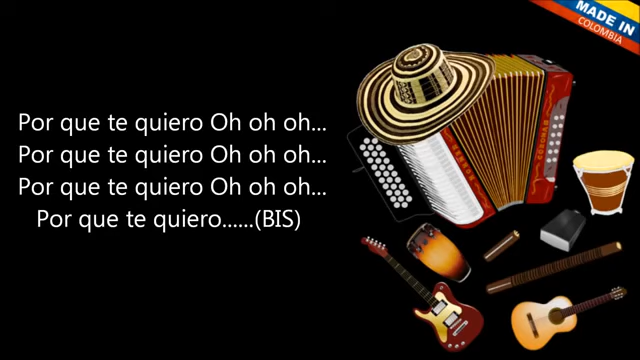 MADE IN
COLOMBIA
Por que te quiero Oh oh oh...
Por que te quiero Oh oh oh...
Por que te quiero Oh oh oh...
Por que te quiero......(BIS)